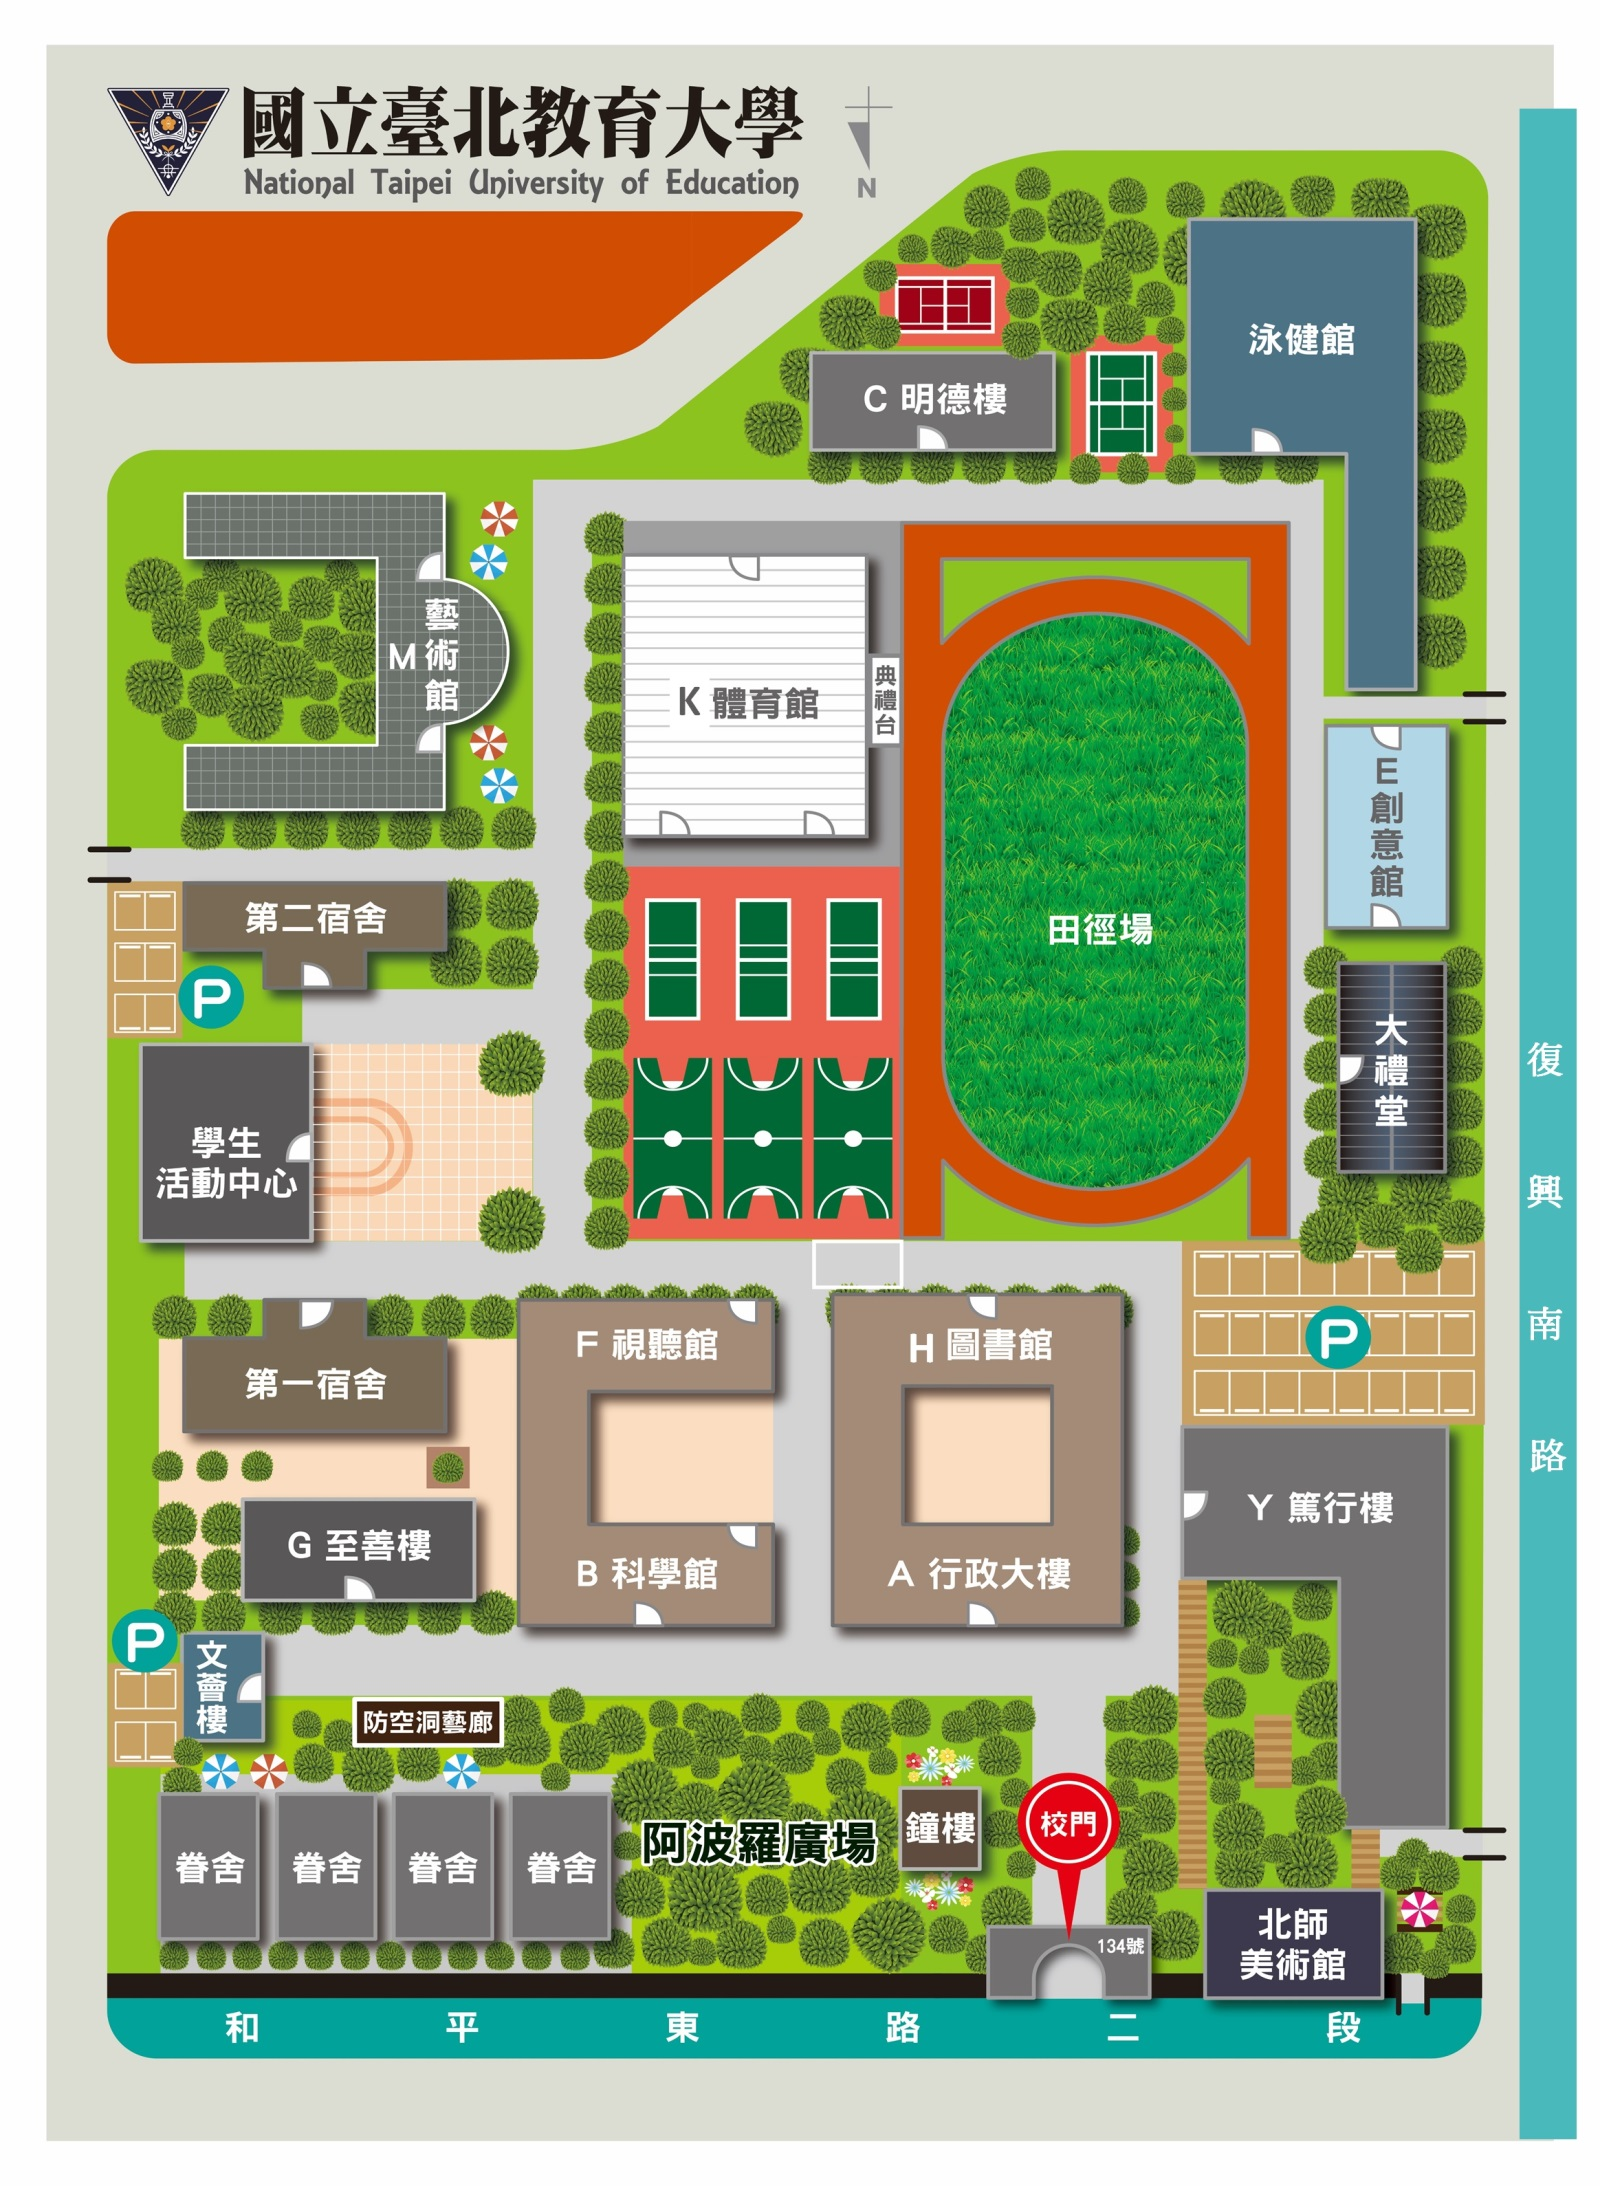 國立臺北教育大學
National Taipei University of Education
N
泳健館
C 明德樓
M 藝術館
K 體育館
典禮台
E 創意館
田徑場
第二宿舍
P
大禮堂
學生
活動中心
復興南路
F 視聽館
H 圖書館
P
第一宿舍
Y 篤行樓
G 至善樓
B 科學館
A 行政大樓
P
文薈樓
防空洞藝廊
阿波羅廣場
鐘樓
校門
眷舍
眷舍
眷舍
眷舍
134號
北師
美術館
和平東路二段